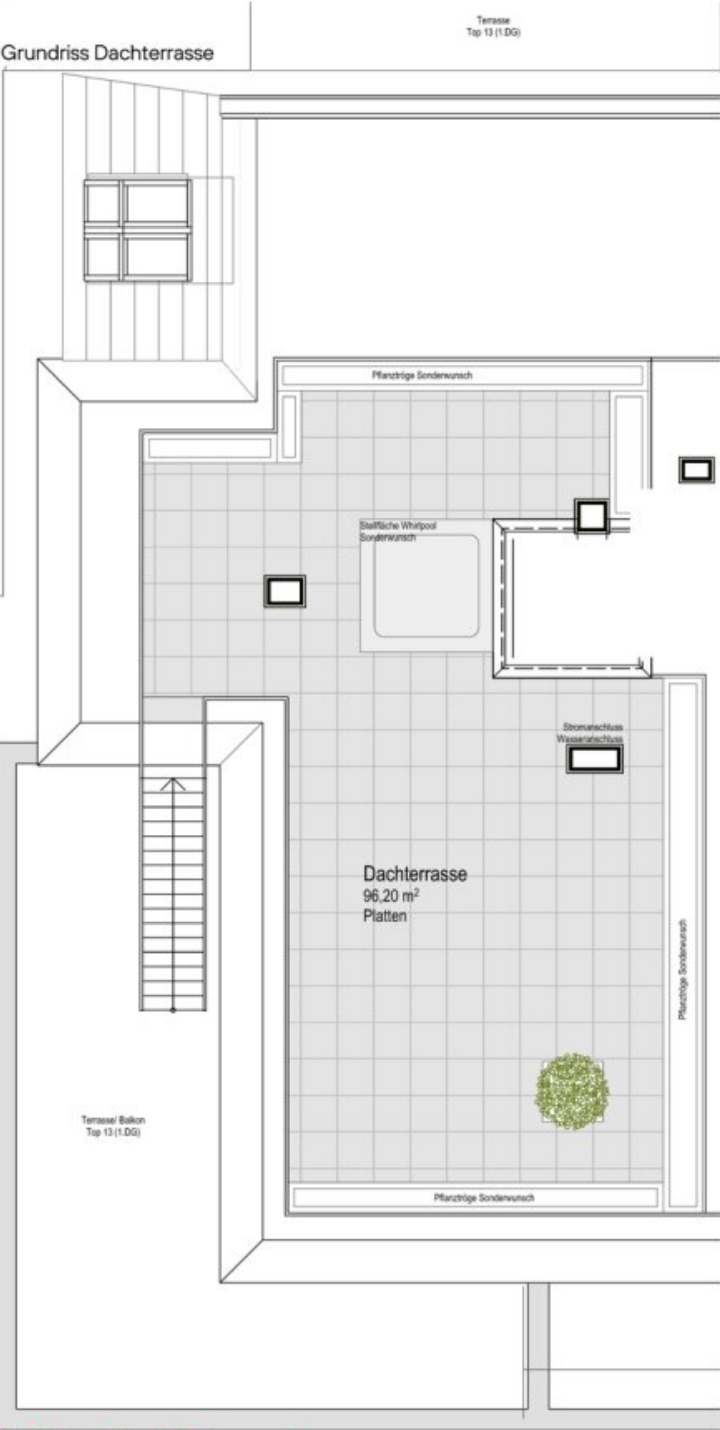 Terrasse
Top 13 (1.DG)
Grundriss Dachterrasse
Pflanztröge Sonderwunsch
Stellfläche Whirlpool
Sonderwunsch
Stromanschluss
Wasseranschluss
Dachterrasse
96,20 m²
Platten
Pflanztröge Sonderwunsch
Terrasse/ Balkon
Top 13 (1.DG)
Pflanztröge Sonderwunsch